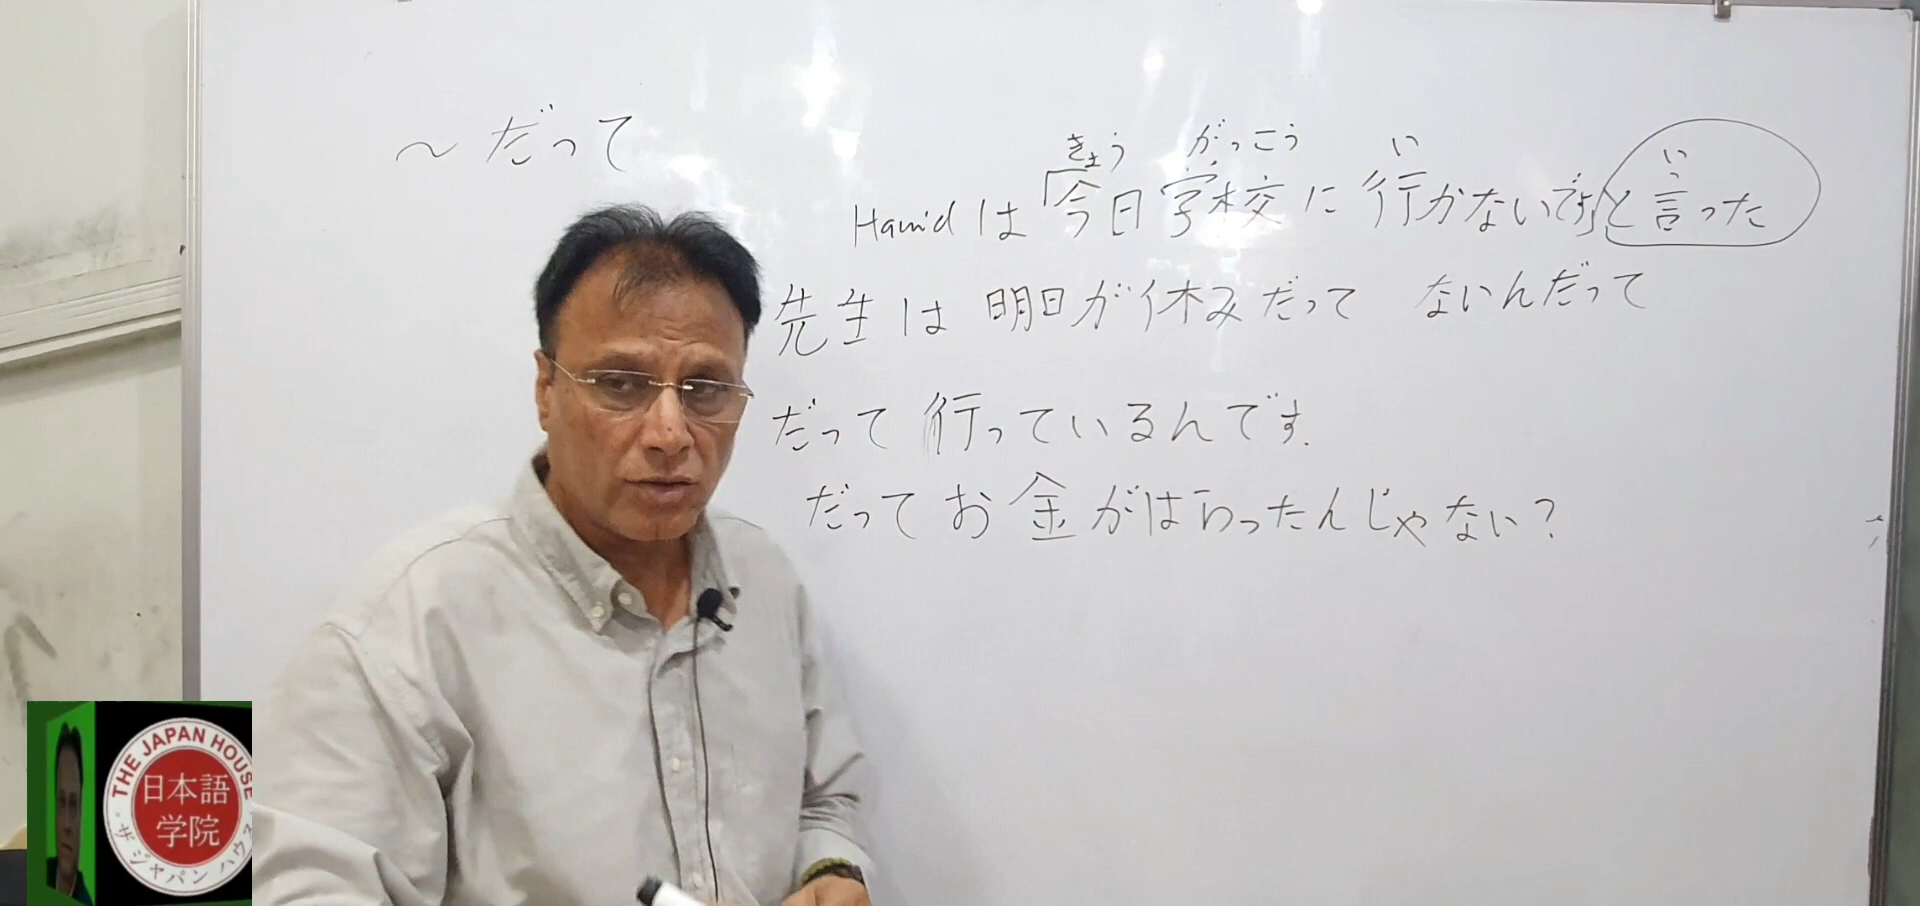 ～だって
きょう がっこう い いっ
Hamidは「今日学校に行かないです」と言った
先生は明日が休みだって ないんだって
だって行っているんです.
だってお金がはらったんじゃない?
THE JAPAN HOUSE
日本語
学院
ザ ジャパン ハウス